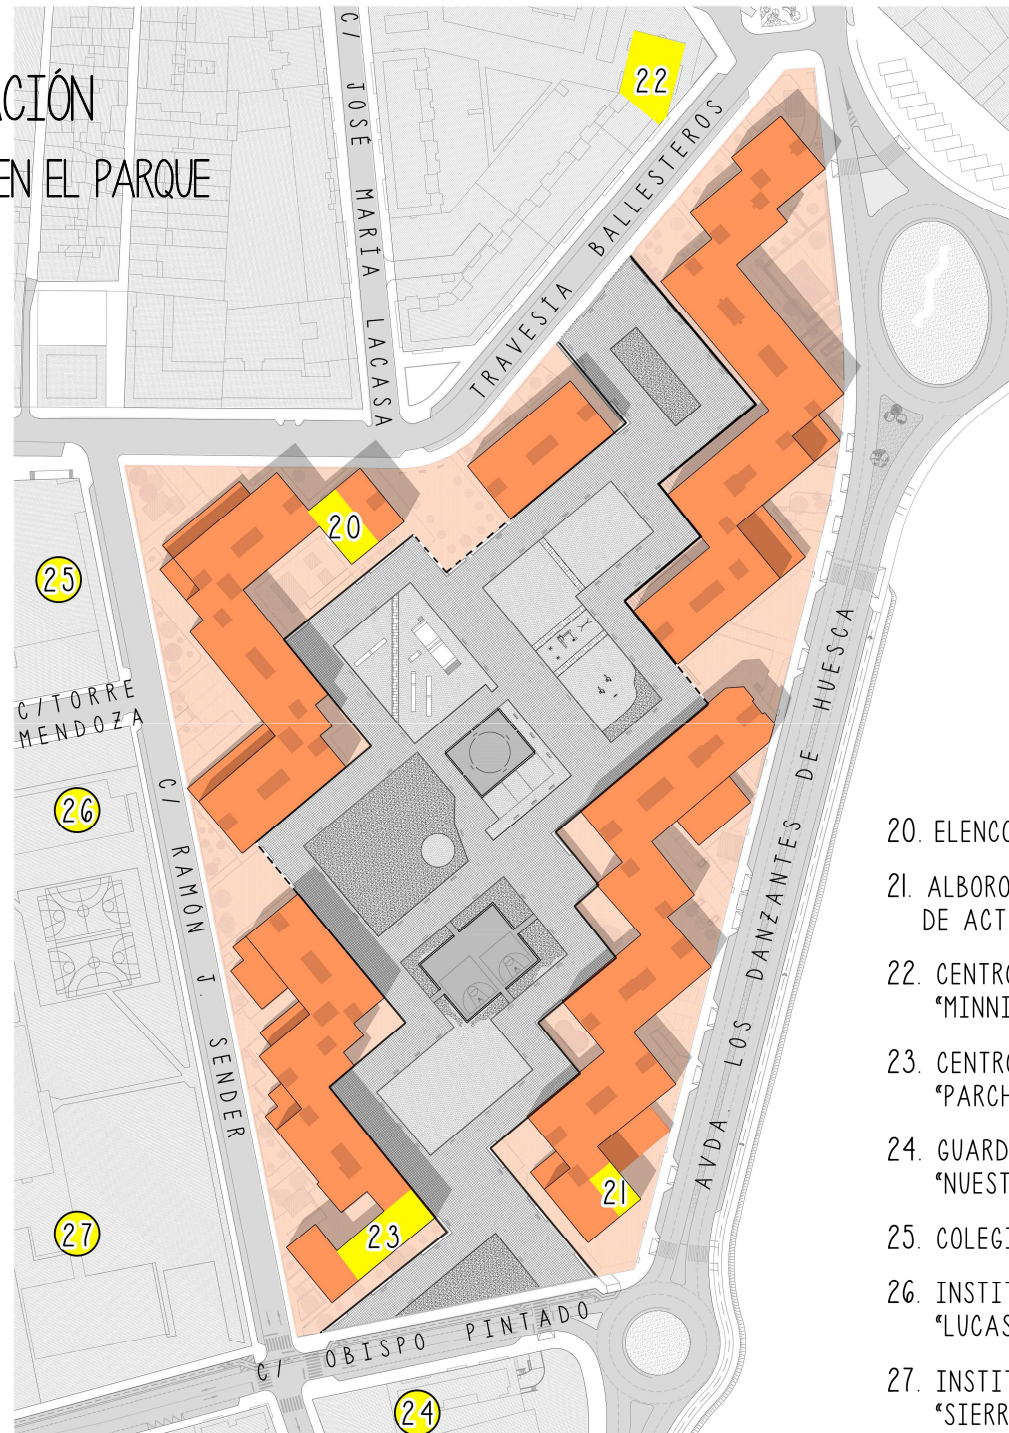 ACIÓN
EN EL PARQUE
C/ JOSÉ MARÍA LACASA
22
TRAVESÍA BALLESTEROS
20
25
C/TORRE
MENDOZA
26
C/ RAMÓN J. SENDER
AVDA. LOS DANZANTES DE HUESCA
27
23
21
C/ OBISPO PINTADO
24
20. ELENCO
21. ALBORO
DE ACT
22. CENTRO
“MINNI
23. CENTRO
“PARCH
24. GUARD
“NUEST
25. COLEGI
26. INSTIT
“LUCAS
27. INSTIT
“SIERR